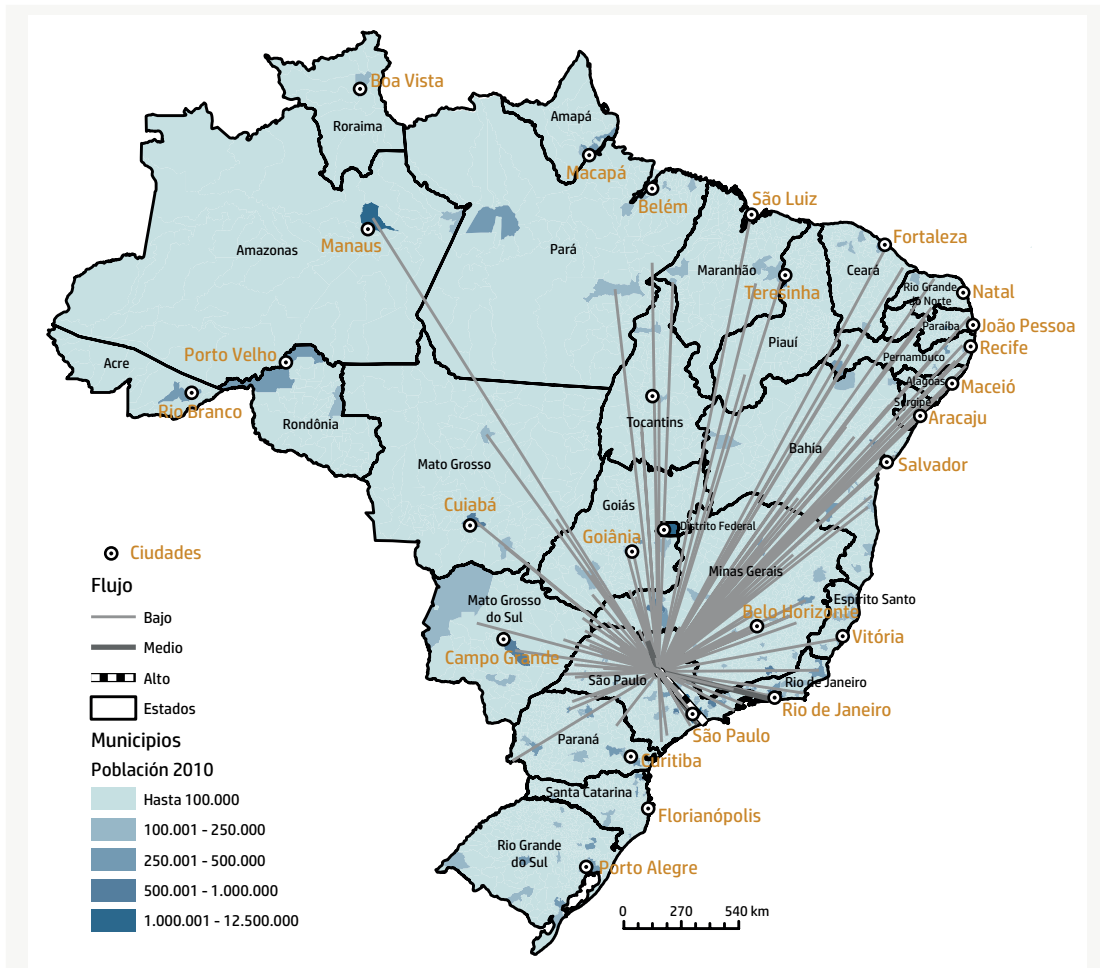 Boa Vista
Roraima
Amapá
Macapá
Belém
São Luiz
Fortaleza
Manaus
Amazonas
Pará
Maranhão
Teresinha
Ceará
Rio Grande
do Norte
Natal
Paraíba
João Pessoa
Recife
Piauí
Pernambuco
Acre
Porto Velho
Rio Branco
Rondônia
Alagoas
Maceió
Sergipe
Aracaju
Tocantins
Bahia
Salvador
Mato Grosso
Cuiabá
Goiás
Goiânia
Distrito Federal
Minas Gerais
Belo Horizonte
Espírito Santo
Vitória
Mato Grosso
do Sul
Campo Grande
São Paulo
Rio de Janeiro
Rio de Janeiro
São Paulo
Paraná
Curitiba
Santa Catarina
Florianópolis
Rio Grande
do Sul
Porto Alegre
Ciudades
Flujo
Bajo
Medio
Alto
Estados
Municipios
Población 2010
Hasta 100.000
100.001 - 250.000
250.001 - 500.000
500.001 - 1.000.000
1.000.001 - 12.500.000
0 270 540 km